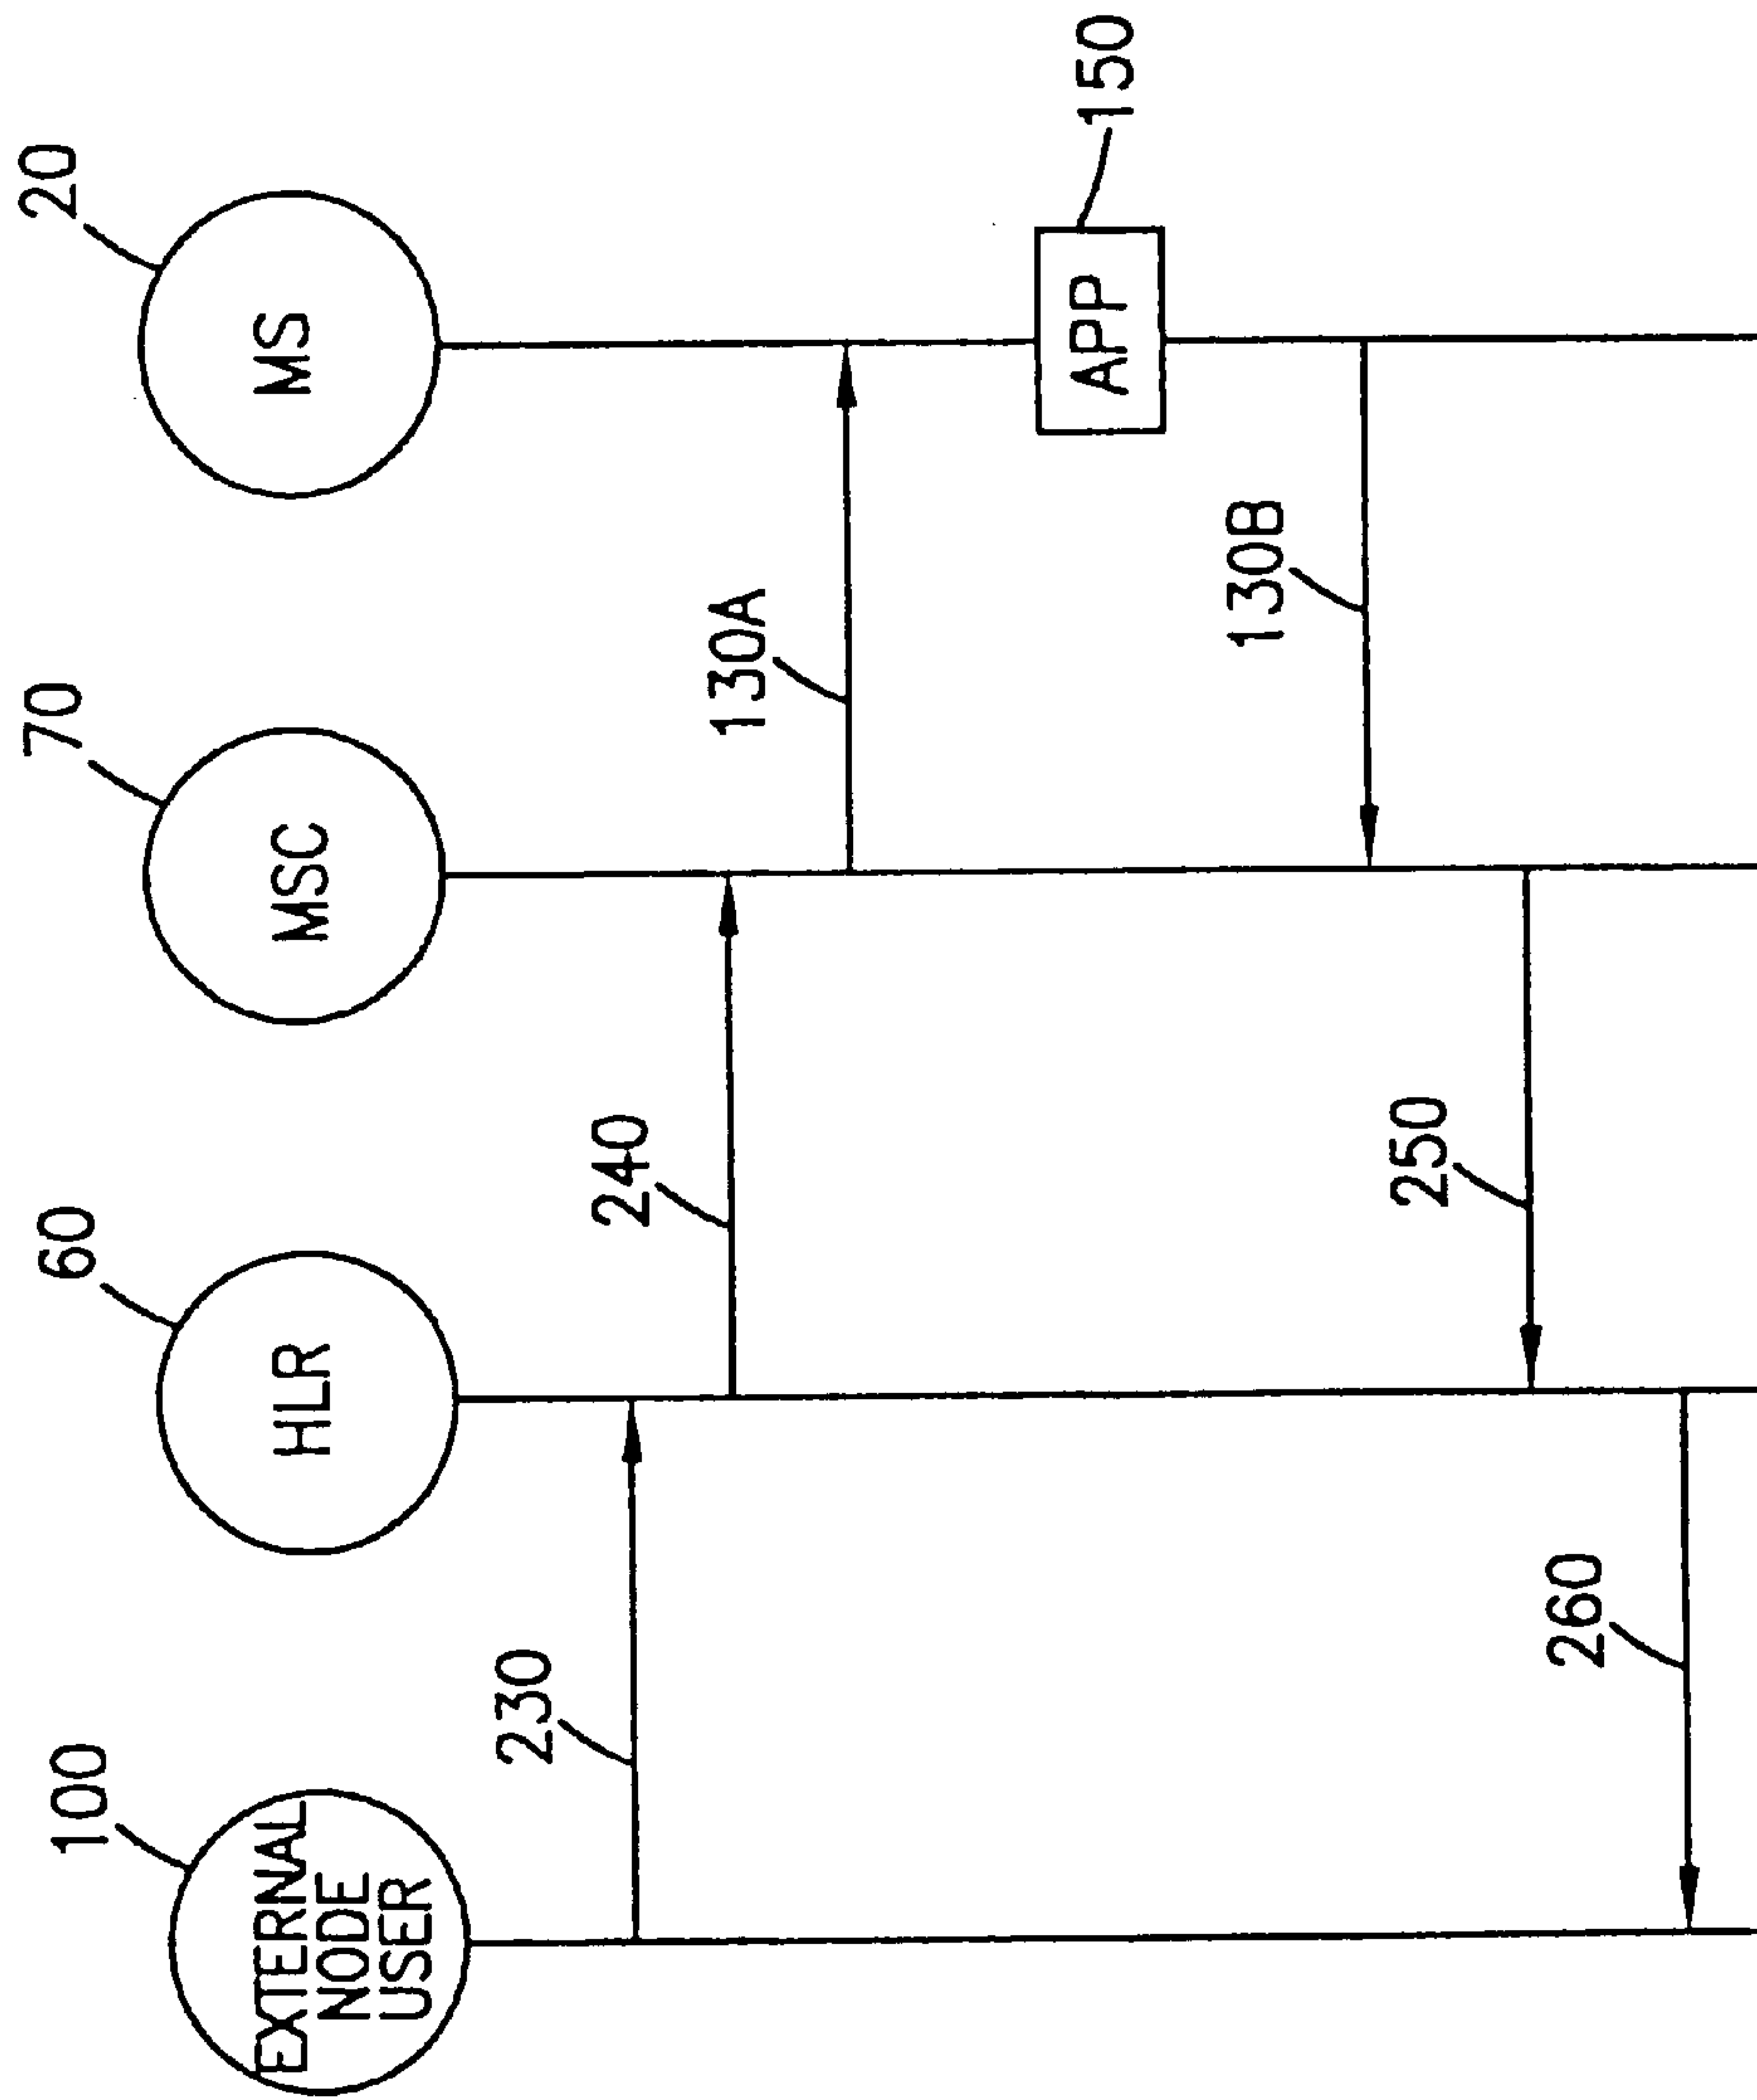 100
EXTERNAL
NODE
USER
60
HLR
70
MSC
20
MS
230
240
130A
APP
150
130B
250
260